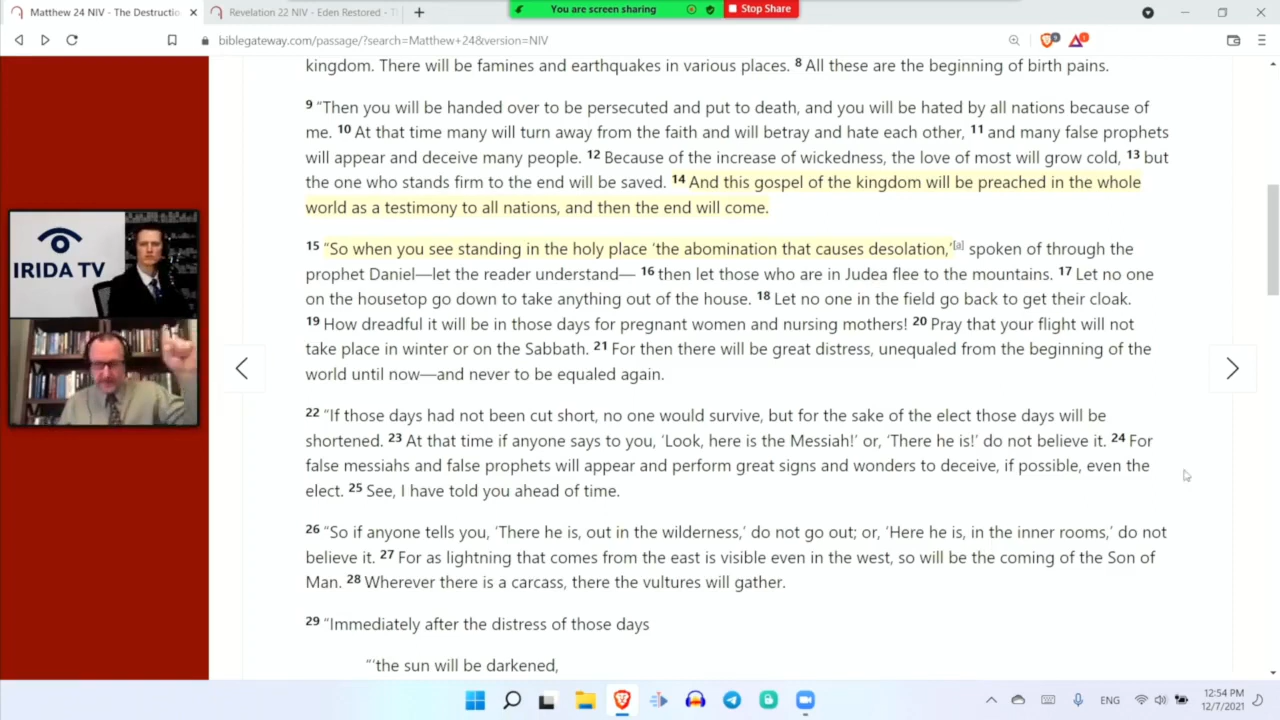 Matthew 24 NIV - The Destructio
Revelation 22 NIV - Eden Restored - T
You are screen sharing
Stop Share
biblegateway.com/passage/?search=Matthew+24&version=NIV
kingdom. There will be famines and earthquakes in various places. 8 All these are the beginning of birth pains.
9 “Then you will be handed over to be persecuted and put to death, and you will be hated by all nations because of
me. 10 At that time many will turn away from the faith and will betray and hate each other, 11 and many false prophets
will appear and deceive many people. 12 Because of the increase of wickedness, the love of most will grow cold, 13 but
the one who stands firm to the end will be saved. 14 And this gospel of the kingdom will be preached in the whole
world as a testimony to all nations, and then the end will come.
15 “So when you see standing in the holy place ‘the abomination that causes desolation,’[a] spoken of through the
prophet Daniel—let the reader understand— 16 then let those who are in Judea flee to the mountains. 17 Let no one
on the housetop go down to take anything out of the house. 18 Let no one in the field go back to get their cloak.
19 How dreadful it will be in those days for pregnant women and nursing mothers! 20 Pray that your flight will not
take place in winter or on the Sabbath. 21 For then there will be great distress, unequaled from the beginning of the
world until now—and never to be equaled again.
22 “If those days had not been cut short, no one would survive, but for the sake of the elect those days will be
shortened. 23 At that time if anyone says to you, ‘Look, here is the Messiah!’ or, ‘There he is!’ do not believe it. 24 For
false messiahs and false prophets will appear and perform great signs and wonders to deceive, if possible, even the
elect. 25 See, I have told you ahead of time.
26 “So if anyone tells you, ‘There he is, out in the wilderness,’ do not go out; or, ‘Here he is, in the inner rooms,’ do not
believe it. 27 For as lightning that comes from the east is visible even in the west, so will be the coming of the Son of
Man. 28 Wherever there is a carcass, there the vultures will gather.
29 “Immediately after the distress of those days
“‘the sun will be darkened,
IRIDA TV
ENG
12:54 PM
12/7/2021